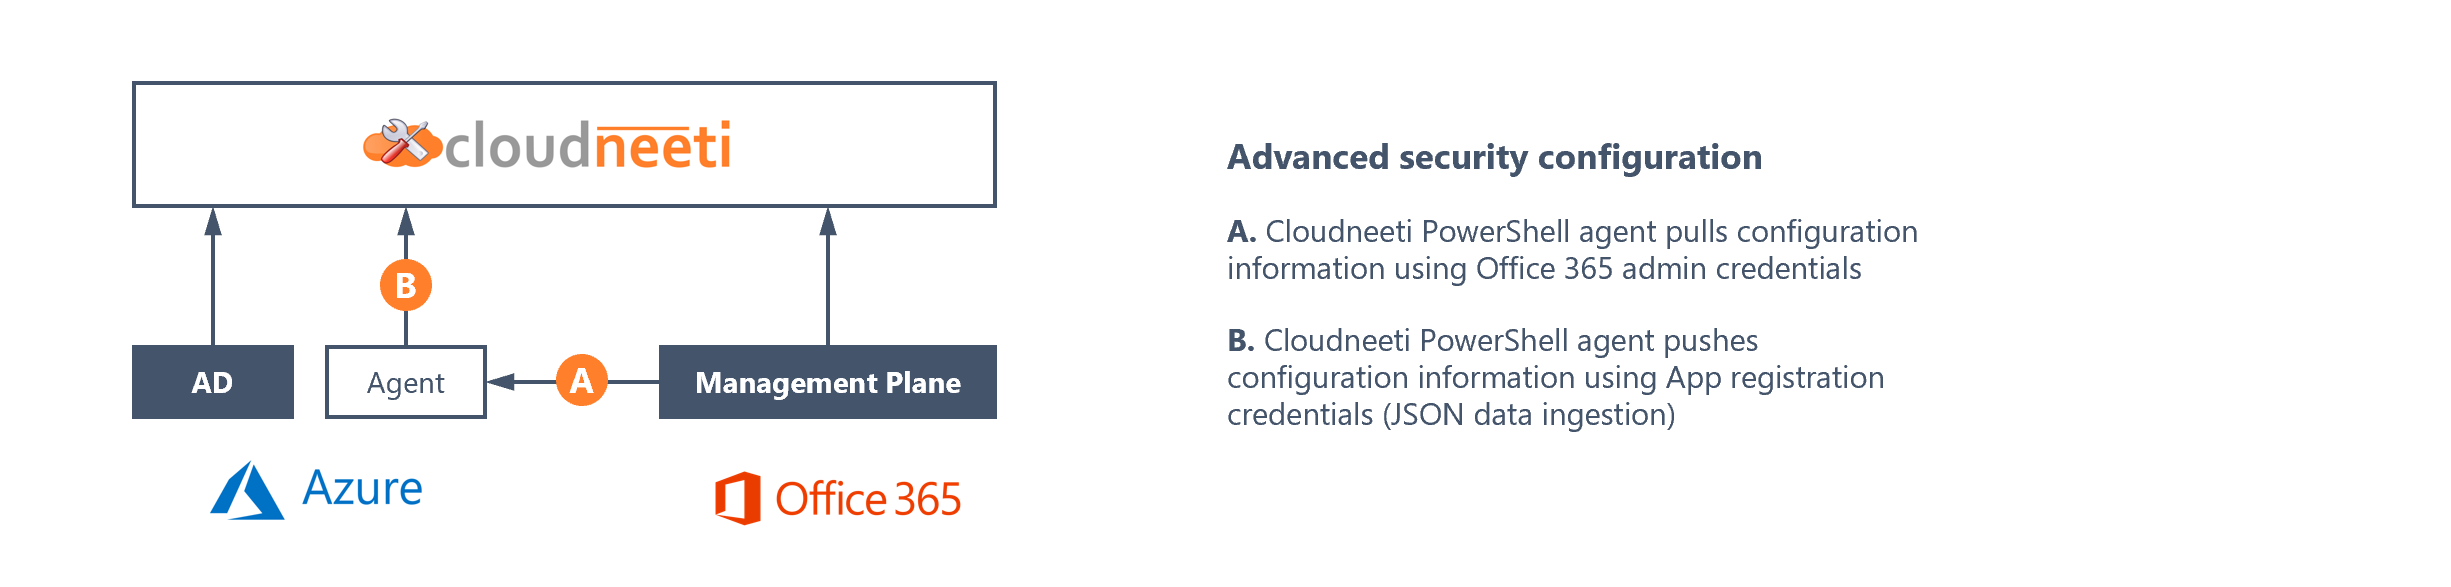 cloudneeti
B
AD
Agent
A
Management Plane
Azure
Office 365
Advanced security configuration
A. Cloudneeti PowerShell agent pulls configuration
information using Office 365 admin credentials
B. Cloudneeti PowerShell agent pushes
configuration information using App registration
credentials (JSON data ingestion)